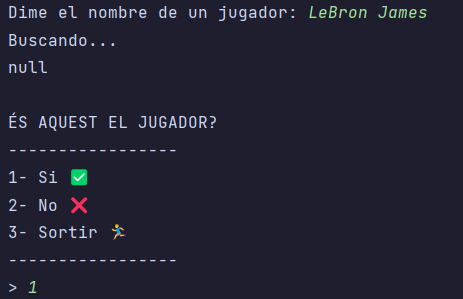 Dime el nombre de un jugador: LeBron James
Buscando...
null
ÉS AQUEST EL JUGADOR?
-----------------
1- Si ✅
2- No ❌
3- Sortir 🏃
-----------------
> 1